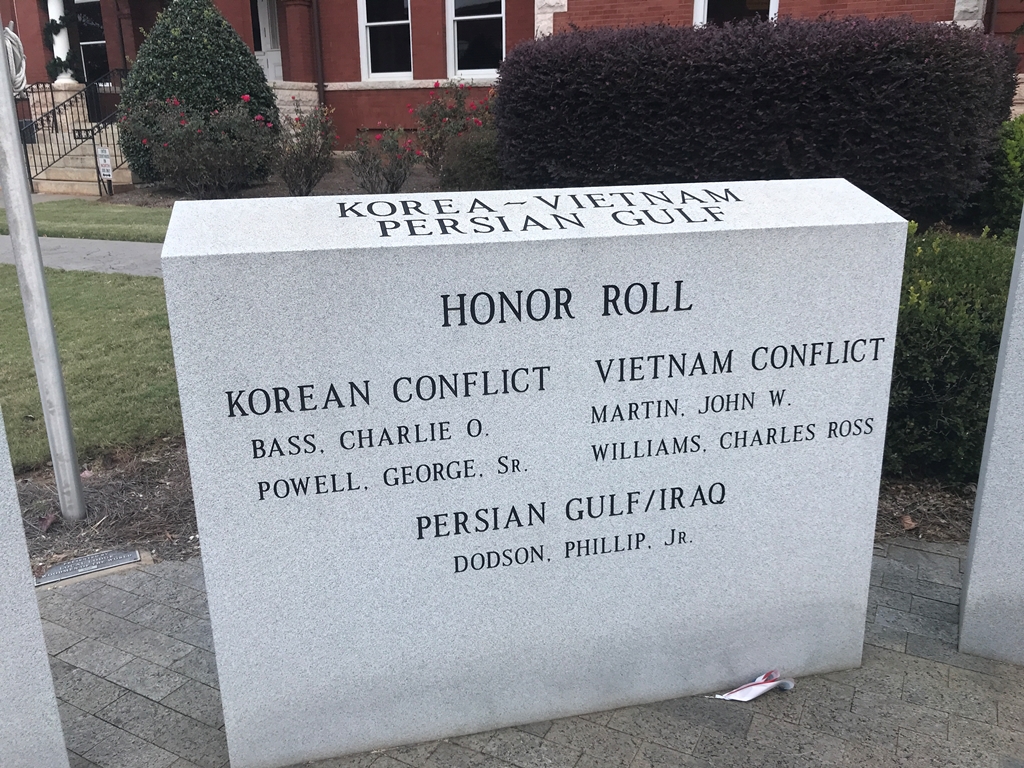 KOREA~VIETNAM
PERSIAN GULF
HONOR ROLL
KOREAN CONFLICT
BASS, CHARLIE O.
POWELL, GEORGE, SR.
VIETNAM CONFLICT
MARTIN, JOHN W.
WILLIAMS, CHARLES ROSS
PERSIAN GULF/IRAQ
DODSON, PHILLIP, JR.